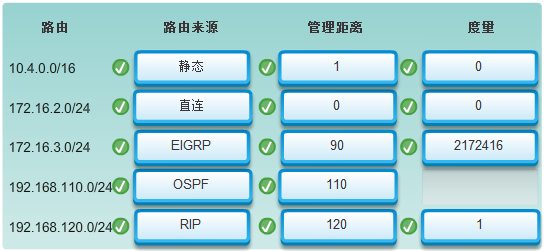 路由 路由来源 管理距离 度量
10.4.0.0/16 静态 1 0
172.16.2.0/24 直连 0 0
172.16.3.0/24 EIGRP 90 2172416
192.168.110.0/24 OSPF 110
192.168.120.0/24 RIP 120 1